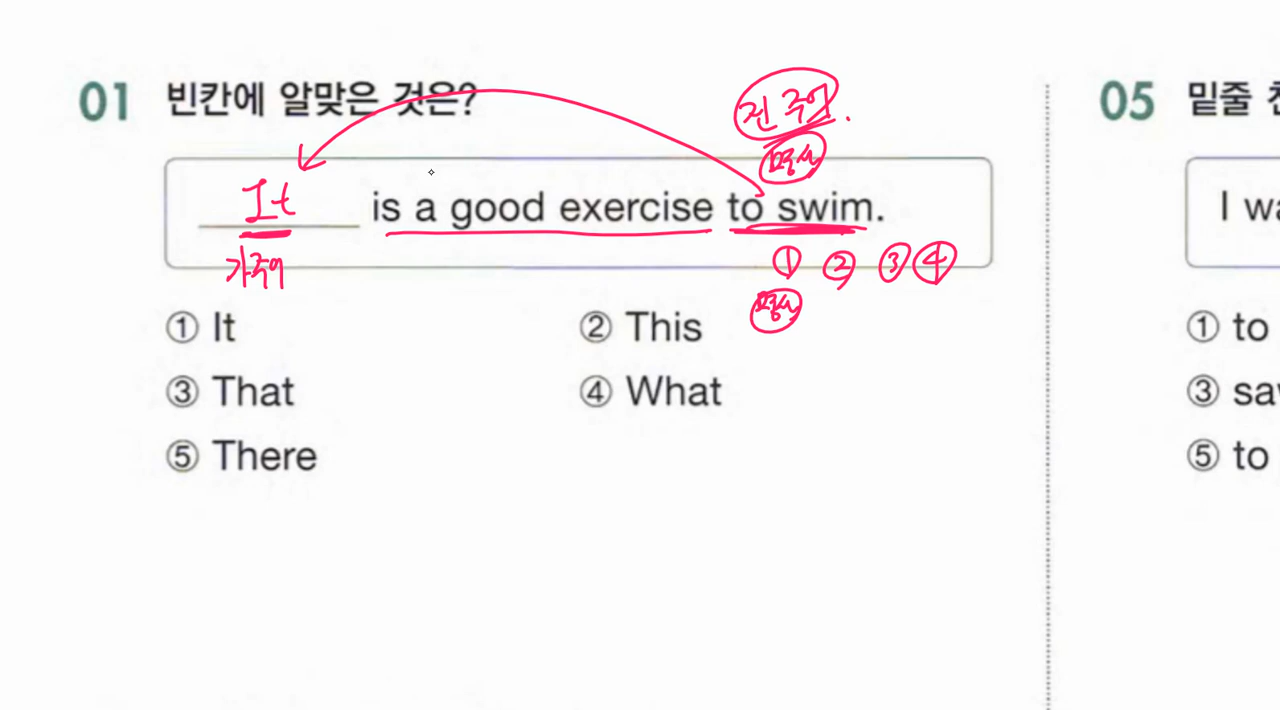 01 빈칸에 알맞은 것은?
진 주어.
명사
It is a good exercise to swim.
가주어
① ② ③ ④
명사
① It ② This
③ That ④ What
⑤ There
05 밑줄 친
I wa
① to
③ sav
⑤ to